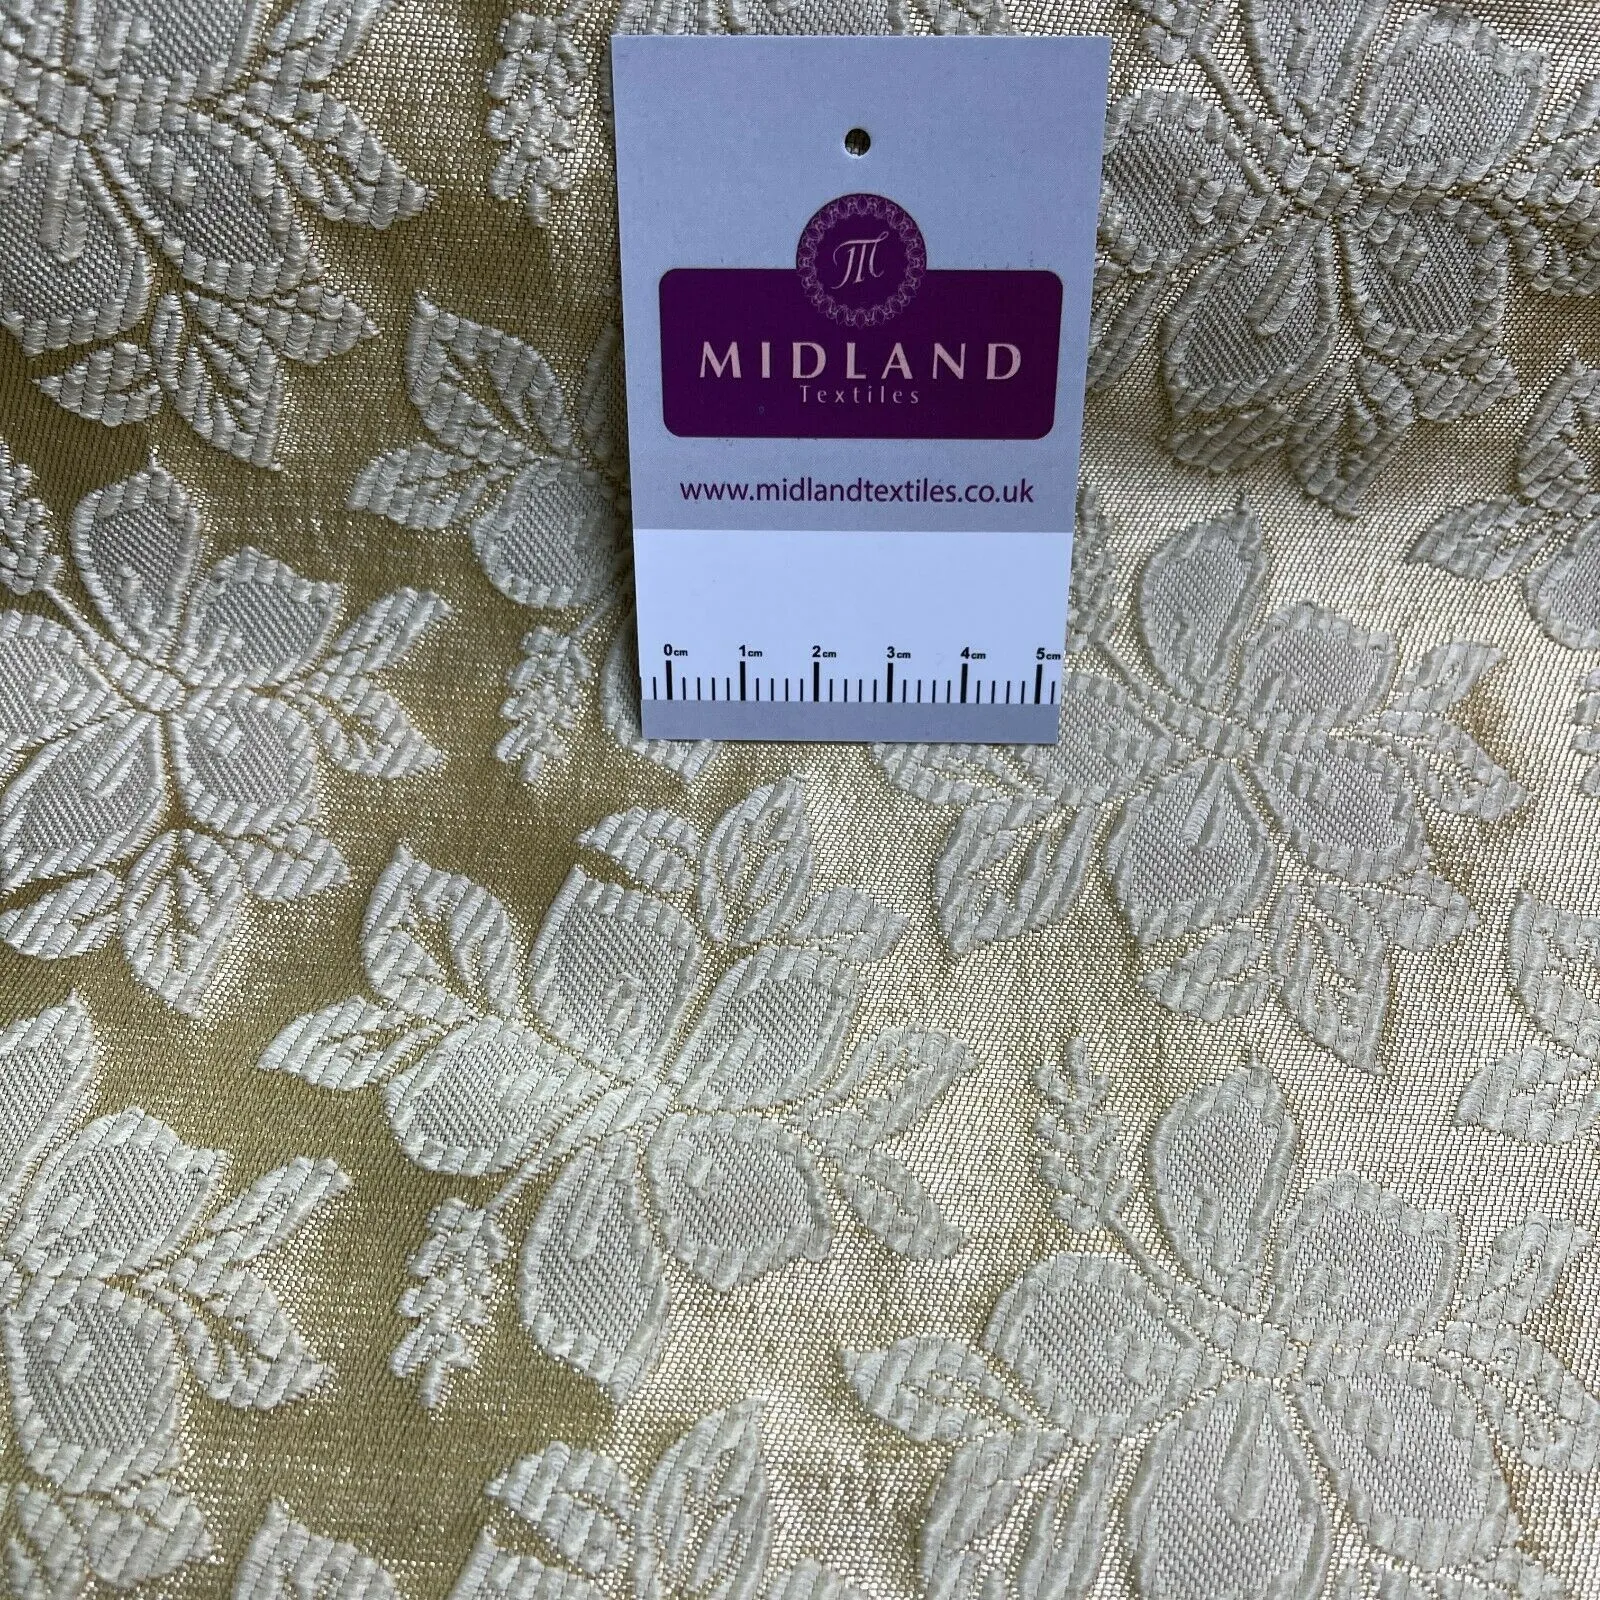 M
MIDLAND
Textiles
www.midlandtextiles.co.uk
0cm 1cm 2cm 3cm 4cm 5cm